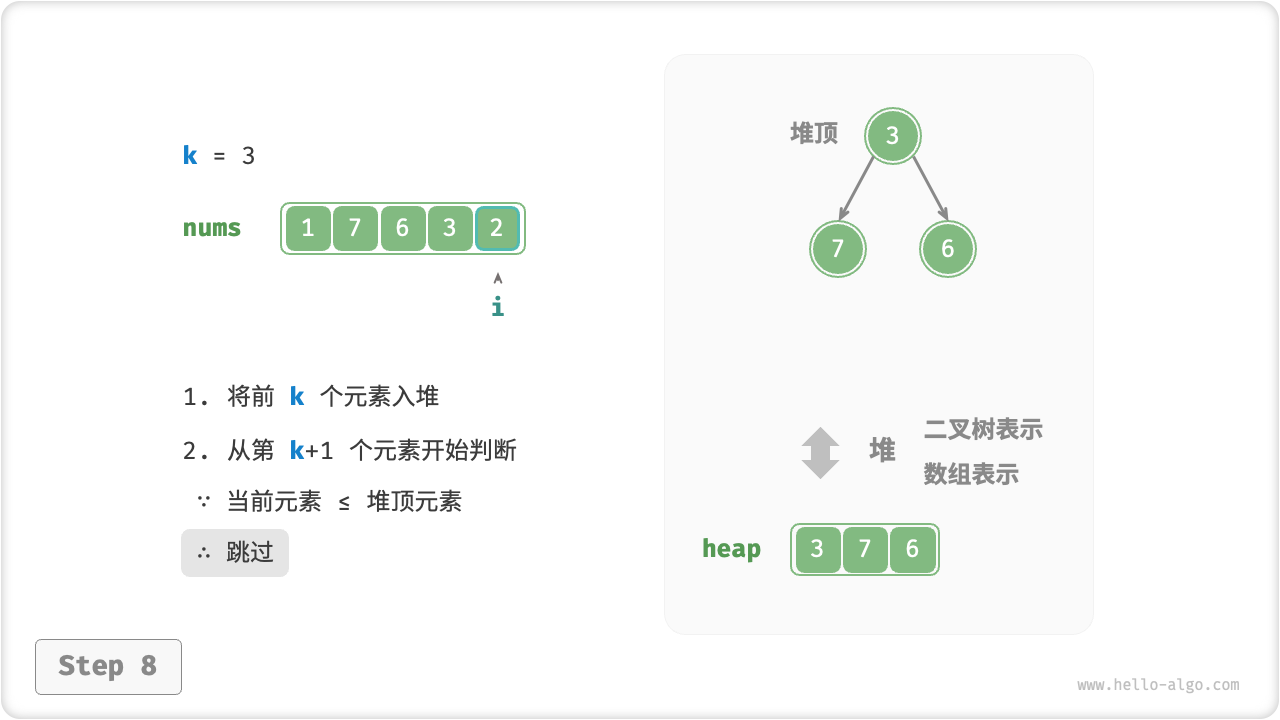 k = 3
nums 1 7 6 3 2
i
1. 将前 k 个元素入堆
2. 从第 k+1 个元素开始判断
∵ 当前元素 ≤ 堆顶元素
∴ 跳过
Step 8
堆顶 3
7 6
堆 二叉树表示
数组表示
heap 3 7 6
www.hello-algo.com